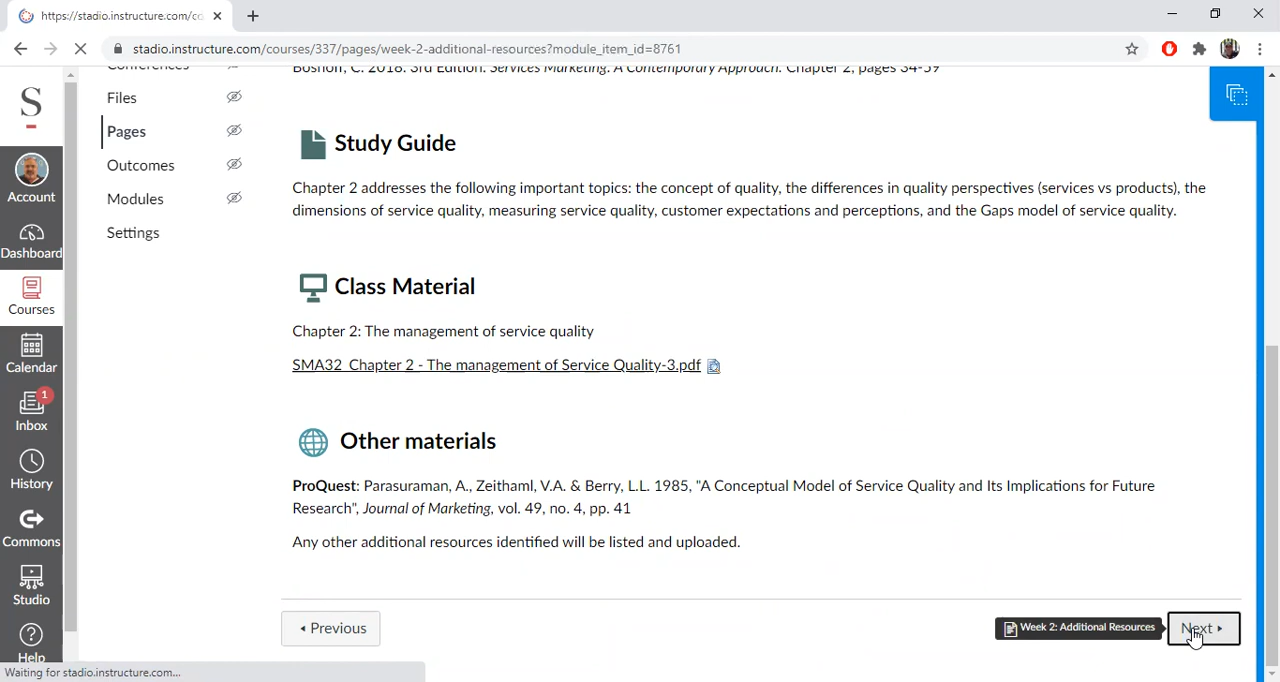 https://stadio.instructure.com/co
stadio.instructure.com/courses/337/pages/week-2-additional-resources?module_item_id=8761
S
Account
Dashboard
Courses
Calendar
1
Inbox
History
Commons
Studio
Help
Conferences
Files
Pages
Outcomes
Modules
Settings
Boshoff, C. 2018. 3rd Edition. Services Marketing: A Contemporary Approach. Chapter 2, pages 34-59
Study Guide
Chapter 2 addresses the following important topics: the concept of quality, the differences in quality perspectives (services vs products), the
dimensions of service quality, measuring service quality, customer expectations and perceptions, and the Gaps model of service quality.
Class Material
Chapter 2: The management of service quality
SMA32_Chapter 2 - The management of Service Quality-3.pdf
Other materials
ProQuest: Parasuraman, A., Zeithaml, V.A. & Berry, L.L. 1985, "A Conceptual Model of Service Quality and Its Implications for Future
Research", Journal of Marketing, vol. 49, no. 4, pp. 41
Any other additional resources identified will be listed and uploaded.
Previous
Week 2: Additional Resources
Next
Waiting for stadio.instructure.com...